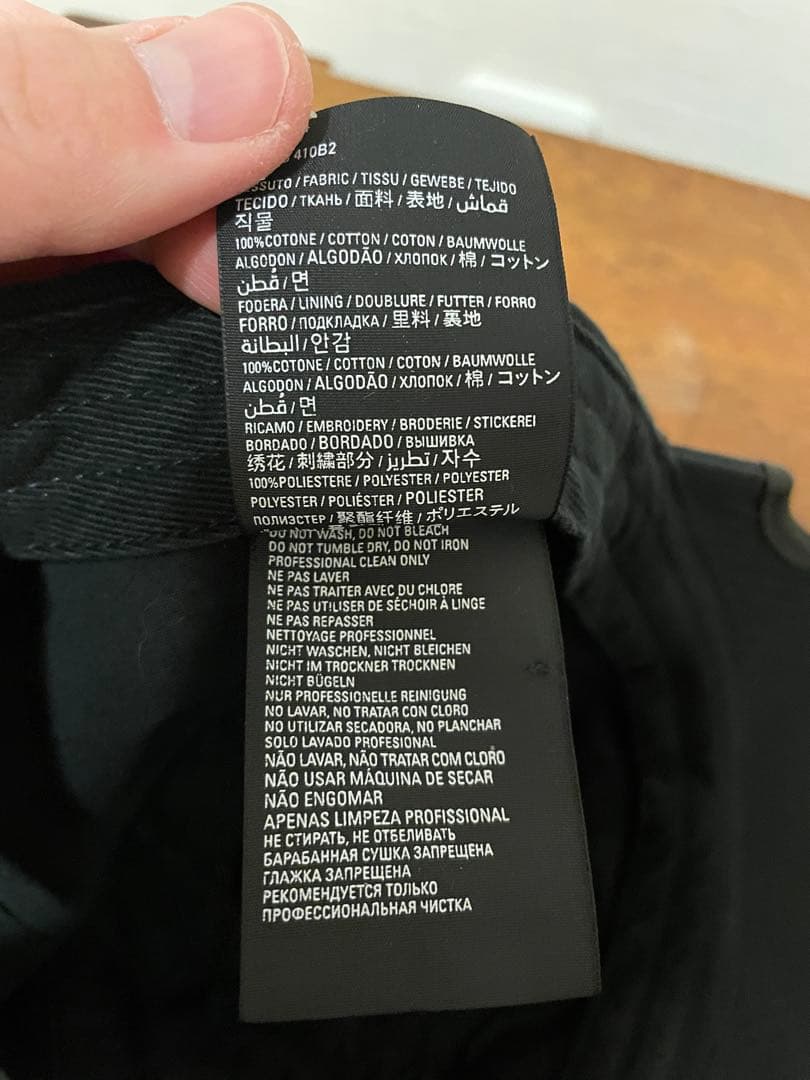 410B2
/ FABRIC / TISSU / GEWEBE / TEJIDO
TECIDO / ТКАНЬ / 面料 / 表地 / قماش
직물
100%COTONE / COTTON / COTON / BAUMWOLLE
ALGODON / ALGODÃO / ХЛОПОК / 棉 / コットン
قُطن / 면
FODERA / LINING / DOUBLURE / FUTTER / FORRO
FORRO / ПОДКЛАДКА / 里料 / 裏地
البطانة / 안감
100%COTONE / COTTON / COTON / BAUMWOLLE
ALGODON / ALGODÃO / ХЛОПОК / 棉 / コットン
قُطن / 면
RICAMO / EMBROIDERY / BRODERIE / STICKEREI
BORDADO / BORDADO / ВЫШИВКА
绣花 / 刺繍部分 / تطريز / 자수
100%POLIESTERE / POLYESTER / POLYESTER
POLYESTER / POLIÉSTER / POLIESTER
ПОЛИЭСТЕР / 聚酯纤维 / ポリエステル
DO NOT WASH, DO NOT BLEACH
DO NOT TUMBLE DRY, DO NOT IRON
PROFESSIONAL CLEAN ONLY
NE PAS LAVER
NE PAS TRAITER AVEC DU CHLORE
NE PAS UTILISER DE SÉCHOIR À LINGE
NE PAS REPASSER
NETTOYAGE PROFESSIONNEL
NICHT WASCHEN, NICHT BLEICHEN
NICHT IM TROCKNER TROCKNEN
NICHT BÜGELN
NUR PROFESSIONELLE REINIGUNG
NO LAVAR, NO TRATAR CON CLORO
NO UTILIZAR SECADORA, NO PLANCHAR
SOLO LAVADO PROFESIONAL
NÃO LAVAR, NÃO TRATAR COM CLORO
NÃO USAR MÁQUINA DE SECAR
NÃO ENGOMAR
APENAS LIMPEZA PROFISSIONAL
НЕ СТИРАТЬ, НЕ ОТБЕЛИВАТЬ
БАРАБАННАЯ СУШКА ЗАПРЕЩЕНА
ГЛАЖКА ЗАПРЕЩЕНА
РЕКОМЕНДУЕТСЯ ТОЛЬКО
ПРОФЕССИОНАЛЬНАЯ ЧИСТКА